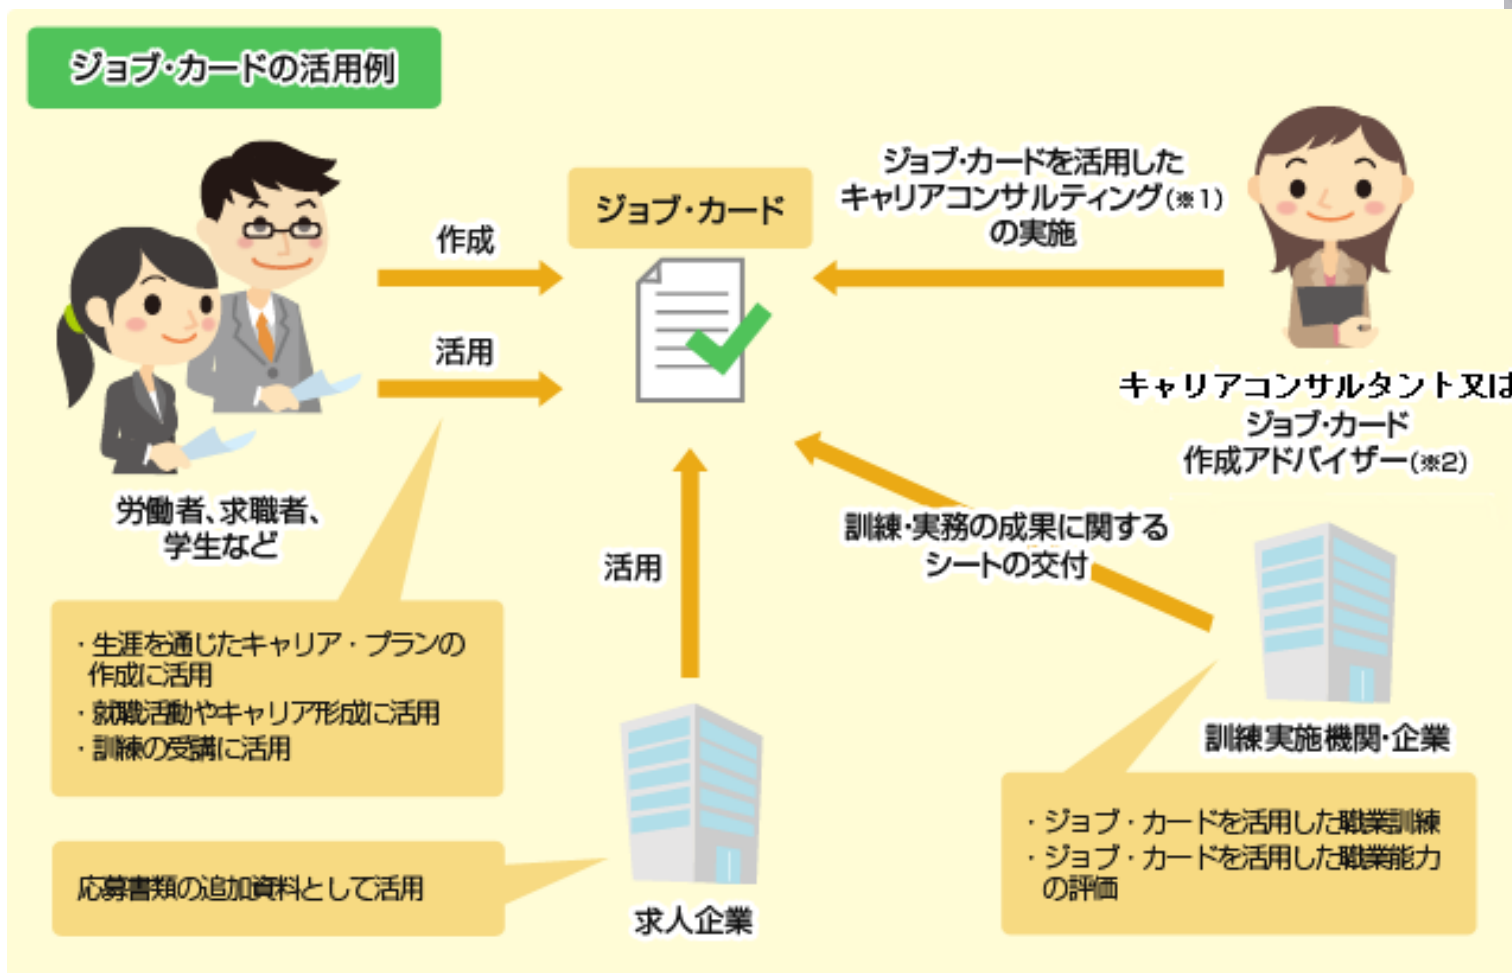 ジョブ・カードの活用例
ジョブ・カード
作成
活用
ジョブ・カードを活用した
キャリアコンサルティング(※1)
の実施
キャリアコンサルタント又は
ジョブ・カード
作成アドバイザー(※2)
労働者、求職者、
学生など
活用
訓練・実務の成果に関する
シートの交付
・生涯を通じたキャリア・プランの
作成に活用
・就職活動やキャリア形成に活用
・訓練の受講に活用
訓練実施機関・企業
・ジョブ・カードを活用した職業訓練
・ジョブ・カードを活用した職業能力
の評価
応募書類の追加資料として活用
求人企業